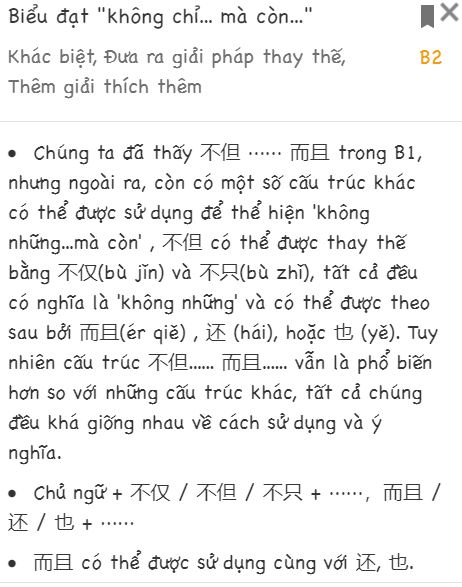 Biểu đạt "không chỉ... mà còn..."
Khác biệt, Đưa ra giải pháp thay thế,
B2
Thêm giải thích thêm
• Chúng ta đã thấy 不但 …… 而且 trong B1,
nhưng ngoài ra, còn có một số cấu trúc khác
có thể được sử dụng để thể hiện 'không
những...mà còn' , 不但 có thể được thay thế
bằng 不仅(bù jǐn) và 不只(bù zhǐ), tất cả đều
có nghĩa là 'không những' và có thể được theo
sau bởi 而且(ér qiě) , 还 (hái), hoặc 也 (yě). Tuy
nhiên cấu trúc 不但...... 而且...... vẫn là phổ biến
hơn so với những cấu trúc khác, tất cả chúng
đều khá giống nhau về cách sử dụng và ý
nghĩa.
• Chủ ngữ + 不仅 / 不但 / 不只 + ……，而且 /
还 / 也 + ……
• 而且 có thể được sử dụng cùng với 还, 也.